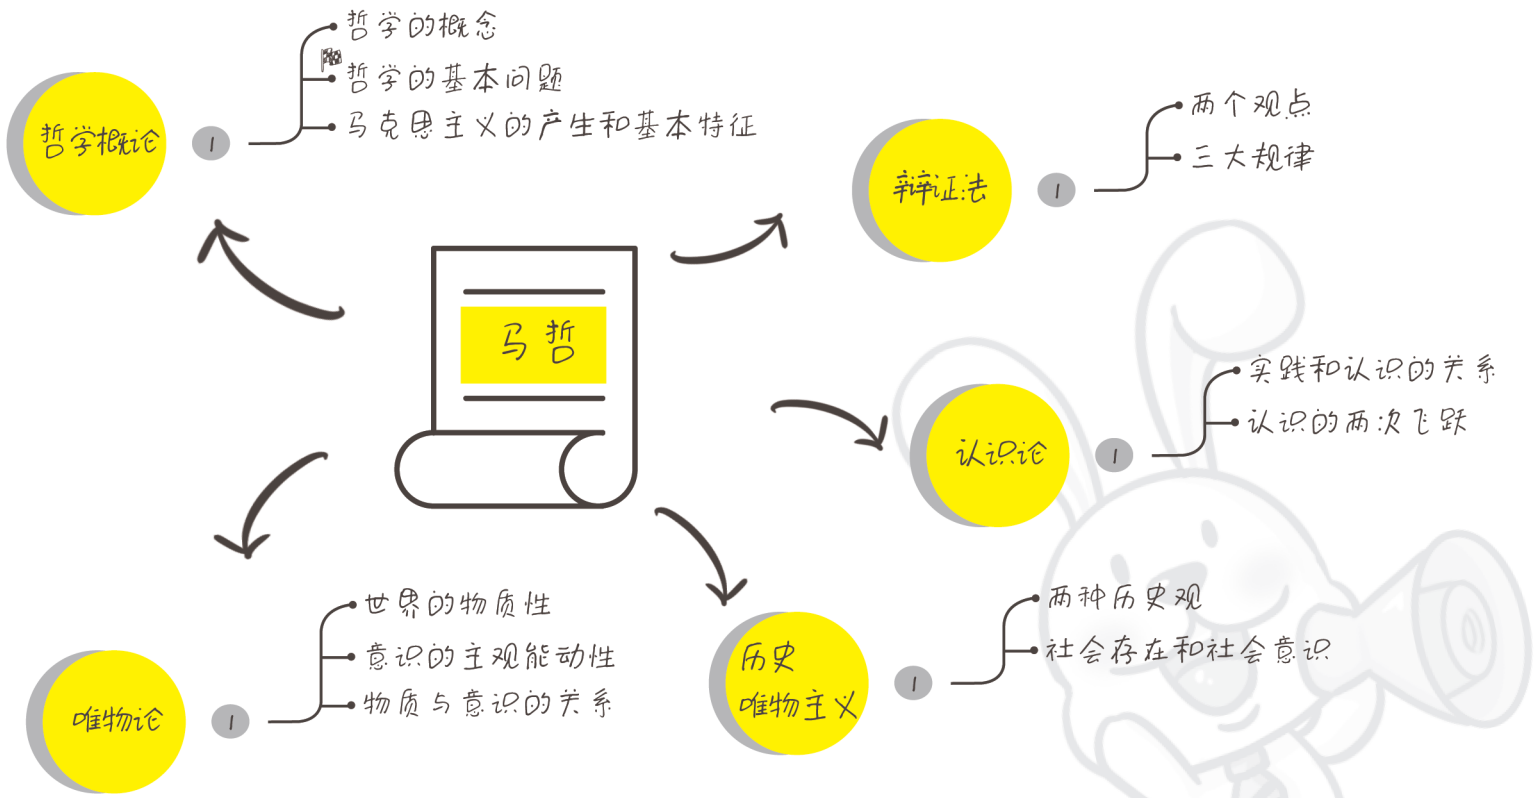 哲学的概念
哲学的基本问题
马克思主义的产生和基本特征
哲学概论
1
两个观点
三大规律
辩证法
1
马哲
实践和认识的关系
认识的两次飞跃
认识论
1
世界的物质性
意识的主观能动性
物质与意识的关系
唯物论
1
两种历史观
社会存在和社会意识
历史
唯物主义
1